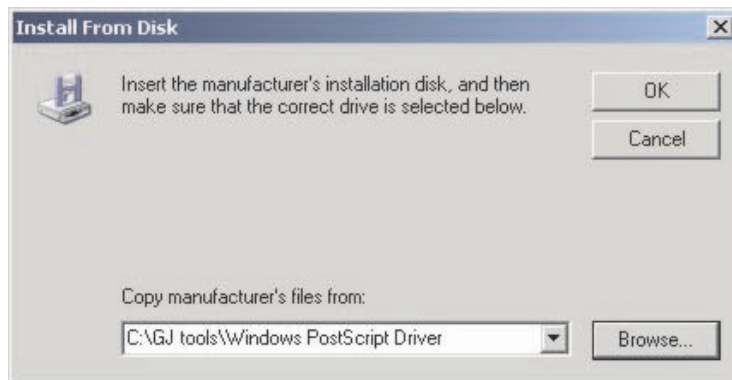 Install From Disk
Insert the manufacturer's installation disk, and then
make sure that the correct drive is selected below.
OK
Cancel
Copy manufacturer's files from:
C:\GJ tools\Windows PostScript Driver
Browse...